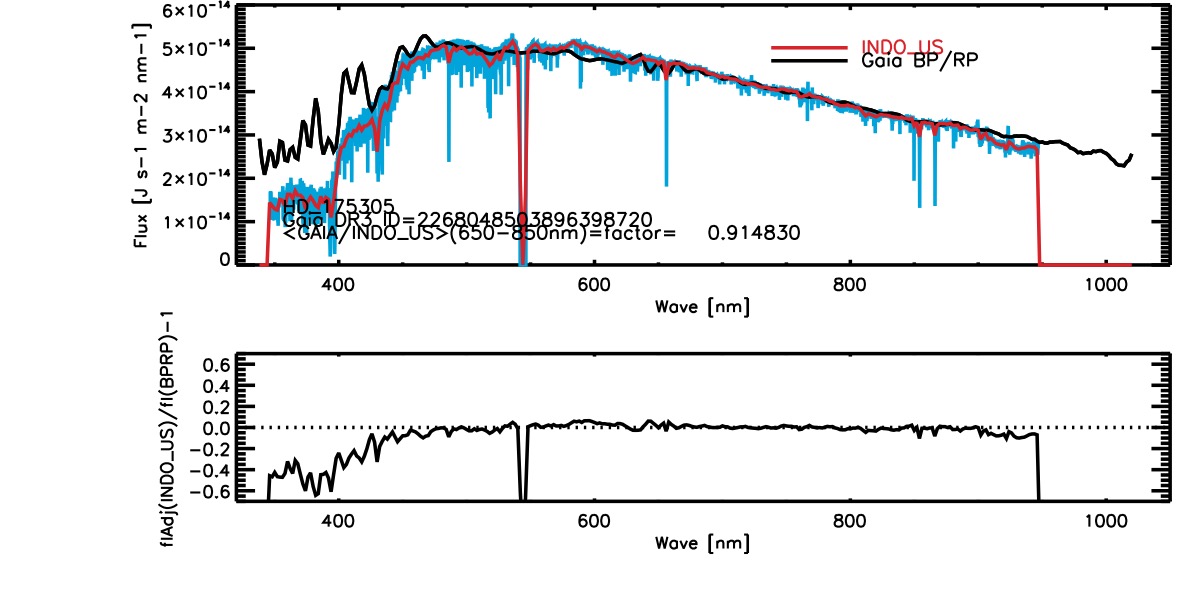 6×10⁻¹⁴
5×10⁻¹⁴
4×10⁻¹⁴
3×10⁻¹⁴
2×10⁻¹⁴
1×10⁻¹⁴
0
Flux [J s−1 m−2 nm−1]
INDO_US
Gaia BP/RP
HD_175305
Gaia DR3 ID=2268048503896398720
<GAIA/INDO_US>(650−850nm)=factor= 0.914830
400 600 800 1000
Wave [nm]
flAdj(INDO_US)/fl(BPRP)−1
0.6
0.4
0.2
0.0
−0.2
−0.4
−0.6
400 600 800 1000
Wave [nm]